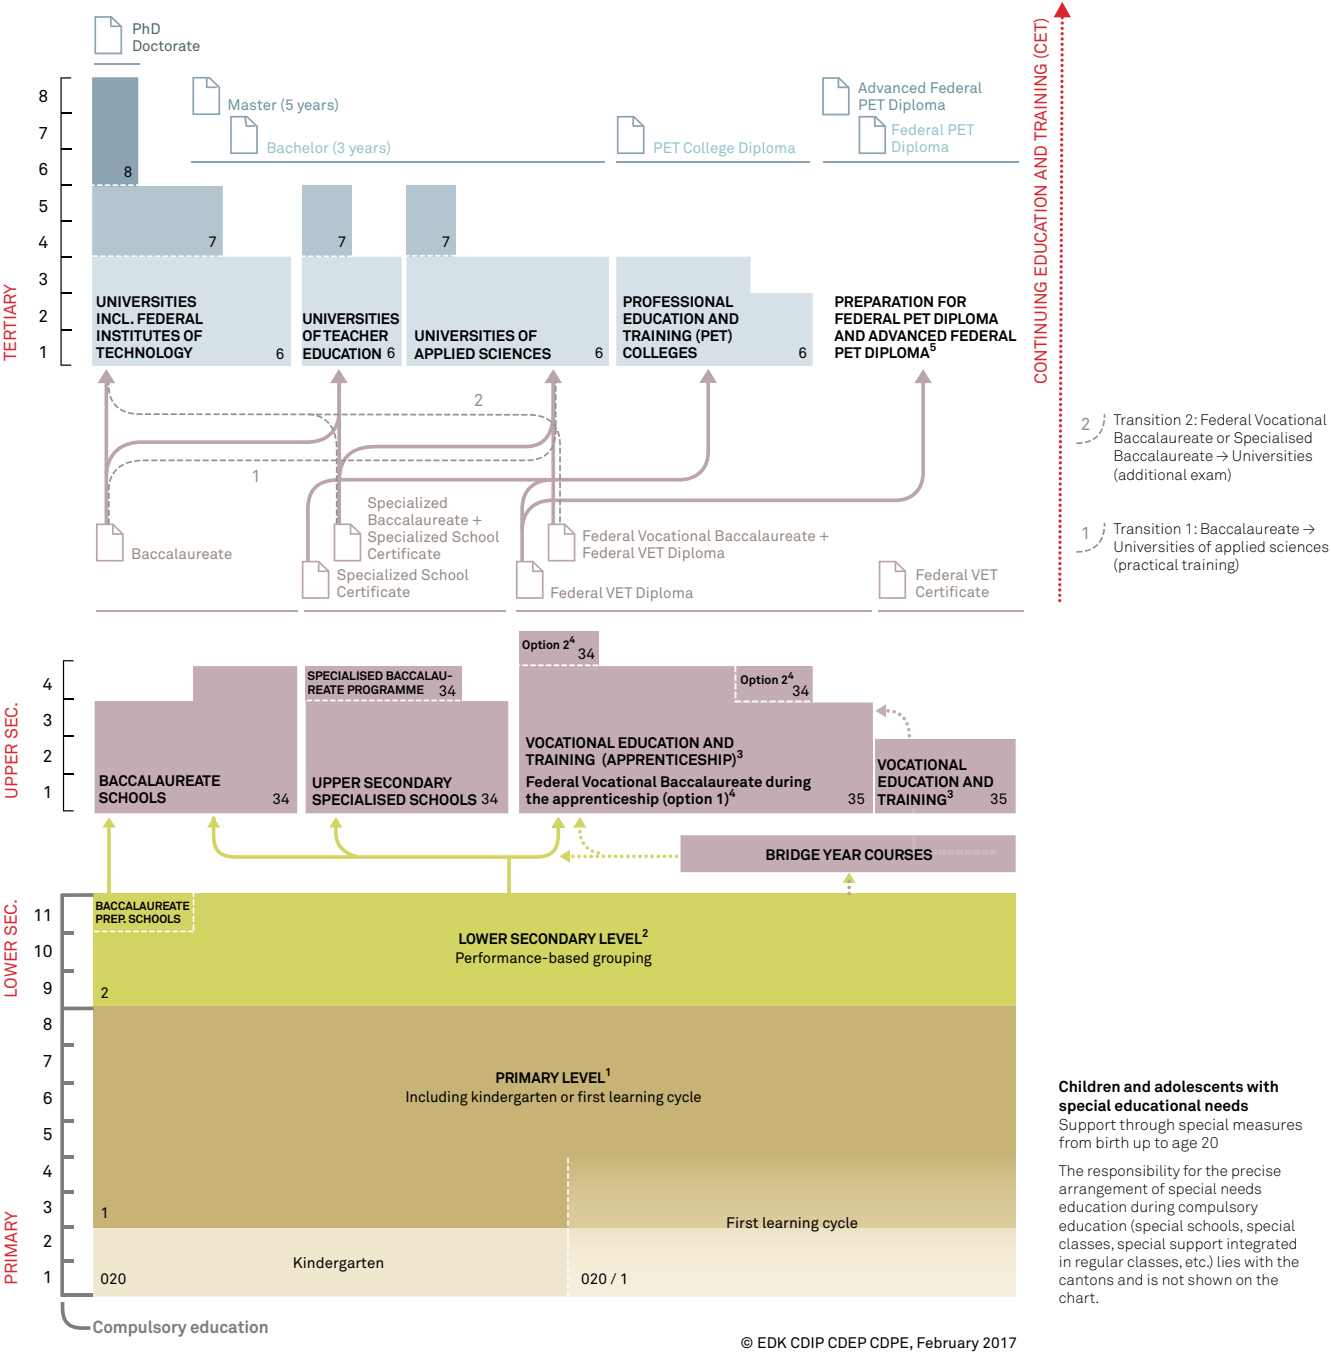 PhD
Doctorate
Master (5 years)
Bachelor (3 years)
PET College Diploma
Advanced Federal
PET Diploma
Federal PET
Diploma
CONTINUING EDUCATION AND TRAINING (CET)
TERTIARY
8
7
6
5
4
3
2
1
8
7
7
7
UNIVERSITIES
INCL. FEDERAL
INSTITUTES OF
TECHNOLOGY
6
UNIVERSITIES
OF TEACHER
EDUCATION 6
UNIVERSITIES OF
APPLIED SCIENCES
6
PROFESSIONAL
EDUCATION AND
TRAINING (PET)
COLLEGES
6
PREPARATION FOR
FEDERAL PET DIPLOMA
AND ADVANCED FEDERAL
PET DIPLOMA5
2
1
2
Transition 2: Federal Vocational
Baccalaureate or Specialised
Baccalaureate → Universities
(additional exam)
1
Transition 1: Baccalaureate →
Universities of applied sciences
(practical training)
Baccalaureate
Specialized
Baccalaureate +
Specialized School
Certificate
Specialized School
Certificate
Federal Vocational Baccalaureate +
Federal VET Diploma
Federal VET Diploma
Federal VET
Certificate
UPPER SEC.
4
3
2
1
BACCALAUREATE
SCHOOLS
34
SPECIALISED BACCALAU-
REATE PROGRAMME 34
UPPER SECONDARY
SPECIALISED SCHOOLS 34
Option 24
34
Option 24
34
VOCATIONAL EDUCATION AND
TRAINING (APPRENTICESHIP)3
Federal Vocational Baccalaureate during
the apprenticeship (option 1)4
35
VOCATIONAL
EDUCATION AND
TRAINING3
35
BRIDGE YEAR COURSES
LOWER SEC.
11
10
9
BACCALAUREATE
PREP. SCHOOLS
LOWER SECONDARY LEVEL2
Performance-based grouping
2
PRIMARY
8
7
6
5
4
3
2
1
PRIMARY LEVEL1
Including kindergarten or first learning cycle
1
First learning cycle
Kindergarten
020
020 / 1
Compulsory education
Children and adolescents with
special educational needs
Support through special measures
from birth up to age 20
The responsibility for the precise
arrangement of special needs
education during compulsory
education (special schools, special
classes, special support integrated
in regular classes, etc.) lies with the
cantons and is not shown on the
chart.
© EDK CDIP CDEP CDPE, February 2017